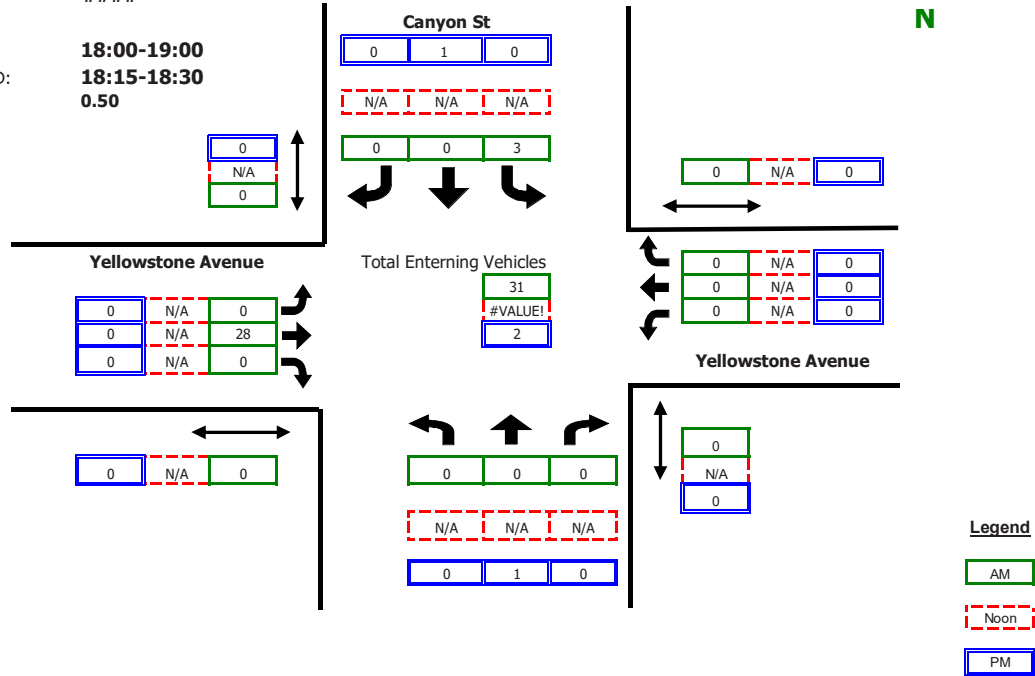 Canyon St
N
18:00-19:00
18:15-18:30
0.50
0 1 0
N/A N/A N/A
0 0 3
0
N/A
0
0 N/A 0
Yellowstone Avenue
Total Enterning Vehicles
31
#VALUE!
2
0 N/A 0
0 N/A 28
0 N/A 0
0 N/A 0
0 N/A 0
0 N/A 0
Yellowstone Avenue
0 N/A 0
0 0 0
N/A N/A N/A
0 1 0
0
N/A
0
Legend
AM
Noon
PM